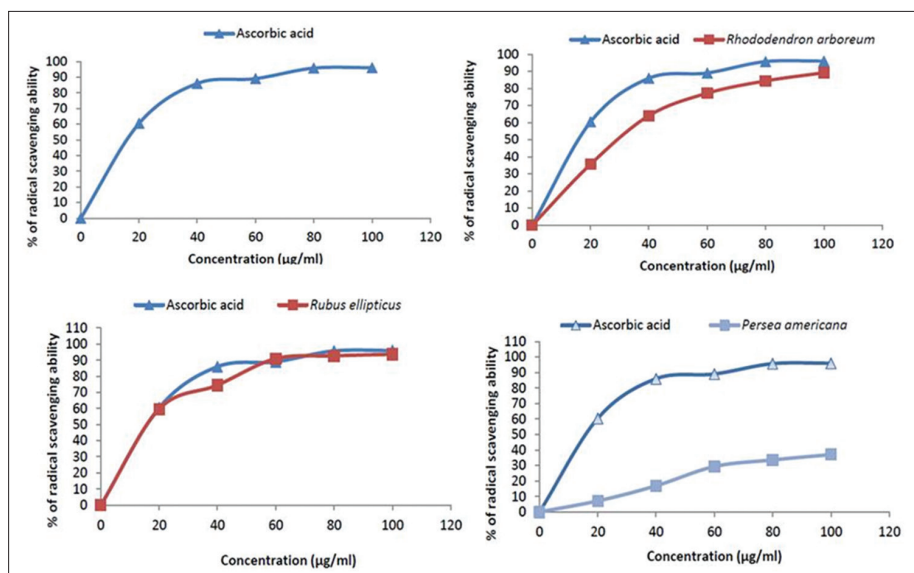 Ascorbic acid
% of radical scavenging ability
100
90
80
70
60
50
40
30
20
10
0
0 20 40 60 80 100 120
Concentration (µg/ml)
Ascorbic acid Rhododendron arboreum
% of radical scavenging ability
100
90
80
70
60
50
40
30
20
10
0
0 20 40 60 80 100 120
Concentration (µg/ml)
Ascorbic acid Rubus ellipticus
% of radical scavenging ability
110
100
90
80
70
60
50
40
30
20
10
0
0 20 40 60 80 100 120
Concentration (µg/ml)
Ascorbic acid Persea americana
% of radical scavenging ability
110
100
90
80
70
60
50
40
30
20
10
0
0 20 40 60 80 100 120
Concentration (µg/ml)